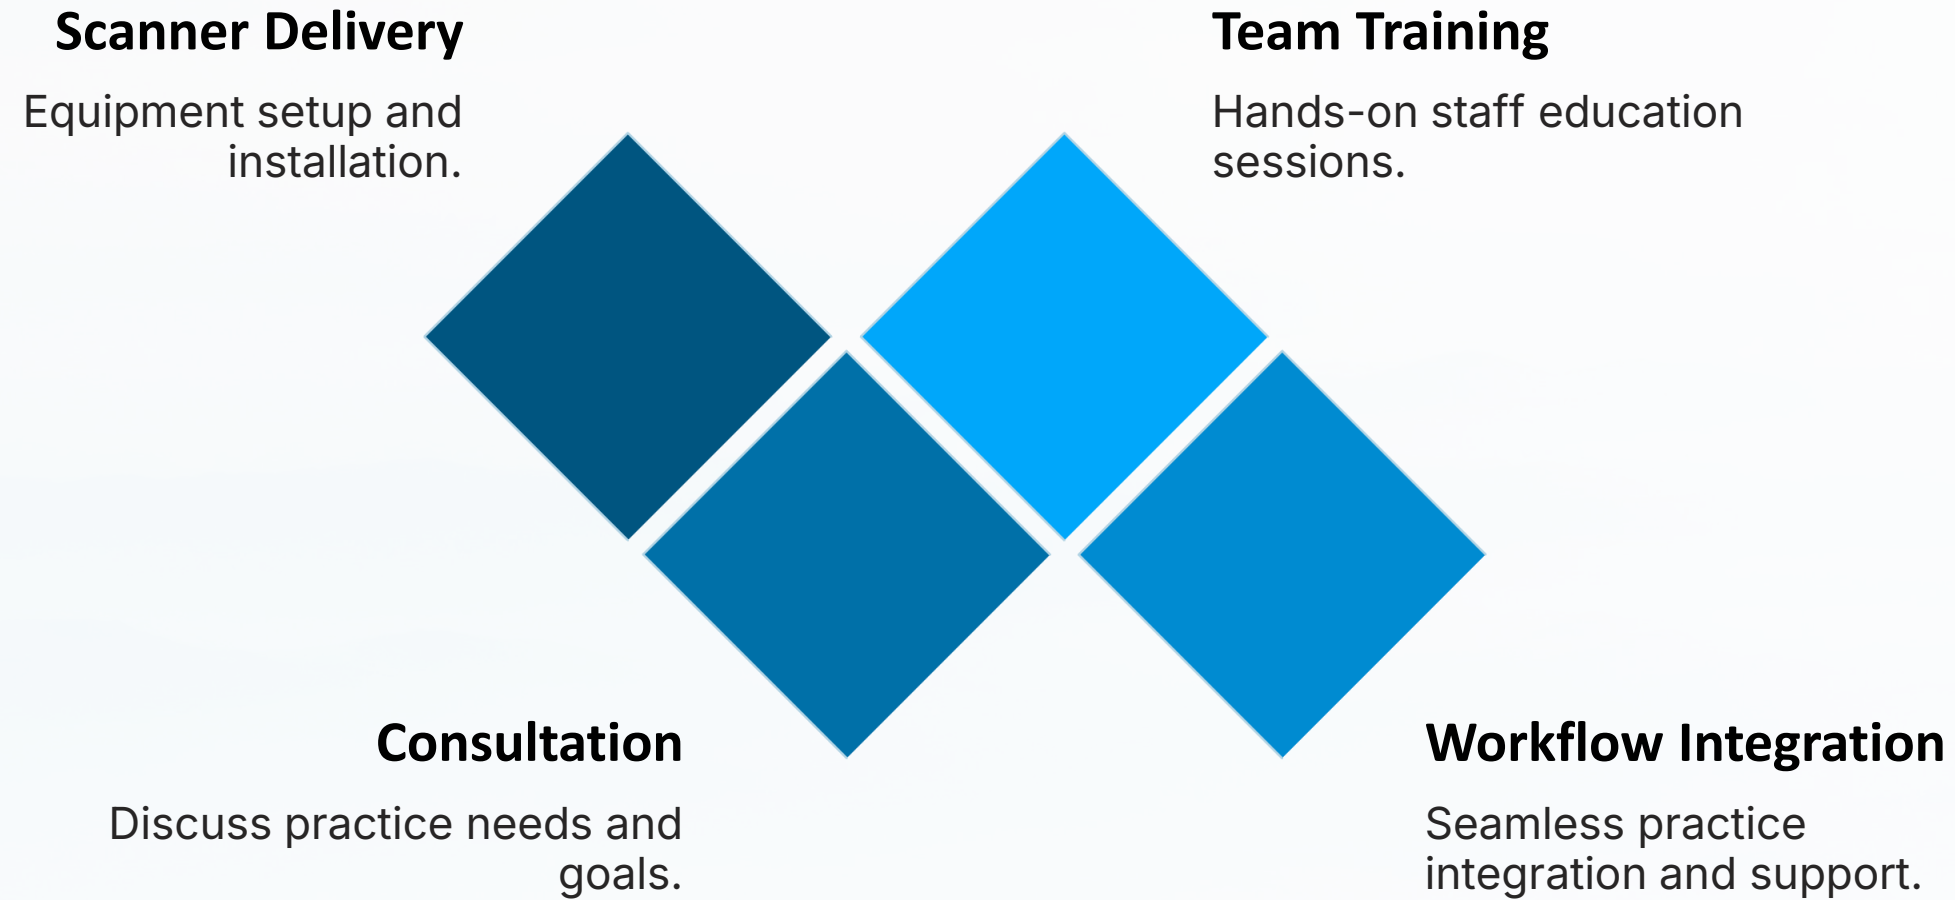 Scanner Delivery
Equipment setup and
installation.
Team Training
Hands-on staff education
sessions.
Consultation
Discuss practice needs and
goals.
Workflow Integration
Seamless practice
integration and support.